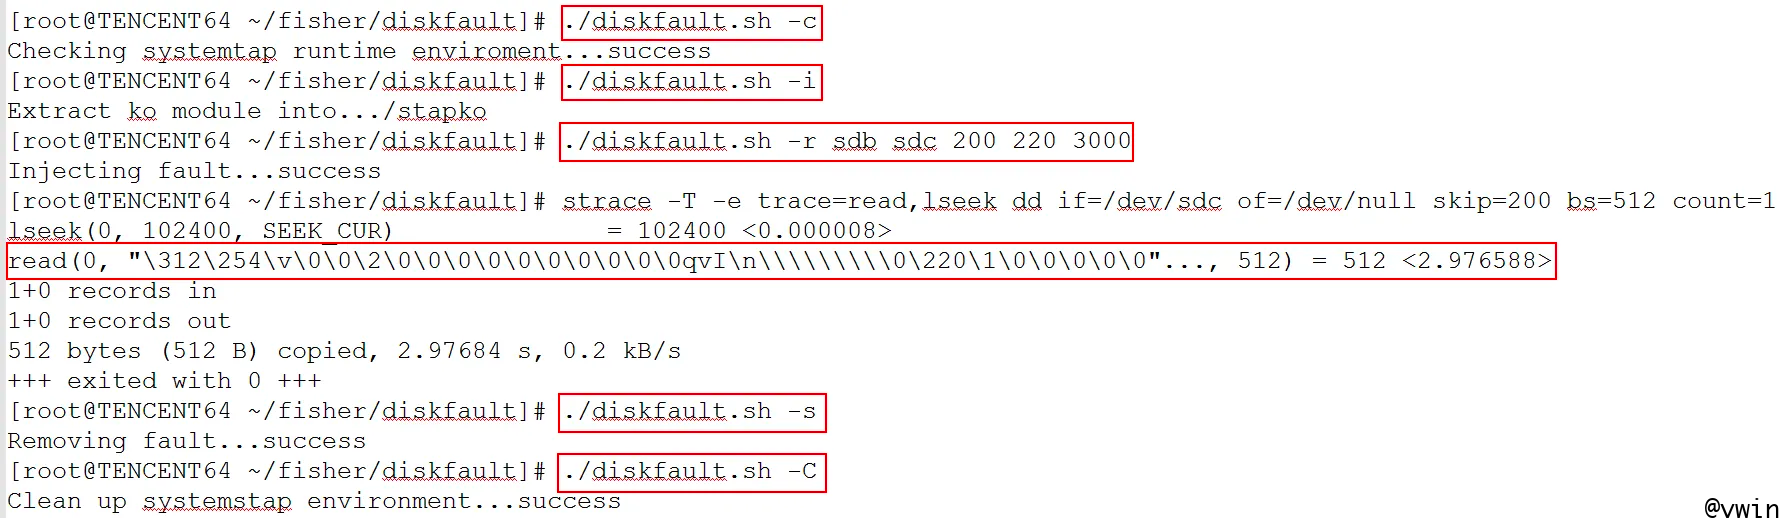 [root@TENCENT64 ~/fisher/diskfault]# ./diskfault.sh -c
Checking systemtap runtime enviroment...success
[root@TENCENT64 ~/fisher/diskfault]# ./diskfault.sh -i
Extract ko module into.../stapko
[root@TENCENT64 ~/fisher/diskfault]# ./diskfault.sh -r sdb sdc 200 220 3000
Injecting fault...success
[root@TENCENT64 ~/fisher/diskfault]# strace -T -e trace=read,lseek dd if=/dev/sdc of=/dev/null skip=200 bs=512 count=1
lseek(0, 102400, SEEK_CUR) = 102400 <0.000008>
read(0, "\312\254\v\0\0\2\0\0\0\0\0\0\0\0\0\0qvI\n\\\\\\\\\0\220\1\0\0\0\0\0"..., 512) = 512 <2.976588>
1+0 records in
1+0 records out
512 bytes (512 B) copied, 2.97684 s, 0.2 kB/s
+++ exited with 0 +++
[root@TENCENT64 ~/fisher/diskfault]# ./diskfault.sh -s
Removing fault...success
[root@TENCENT64 ~/fisher/diskfault]# ./diskfault.sh -C
Clean up systemstap environment...success
@vwin